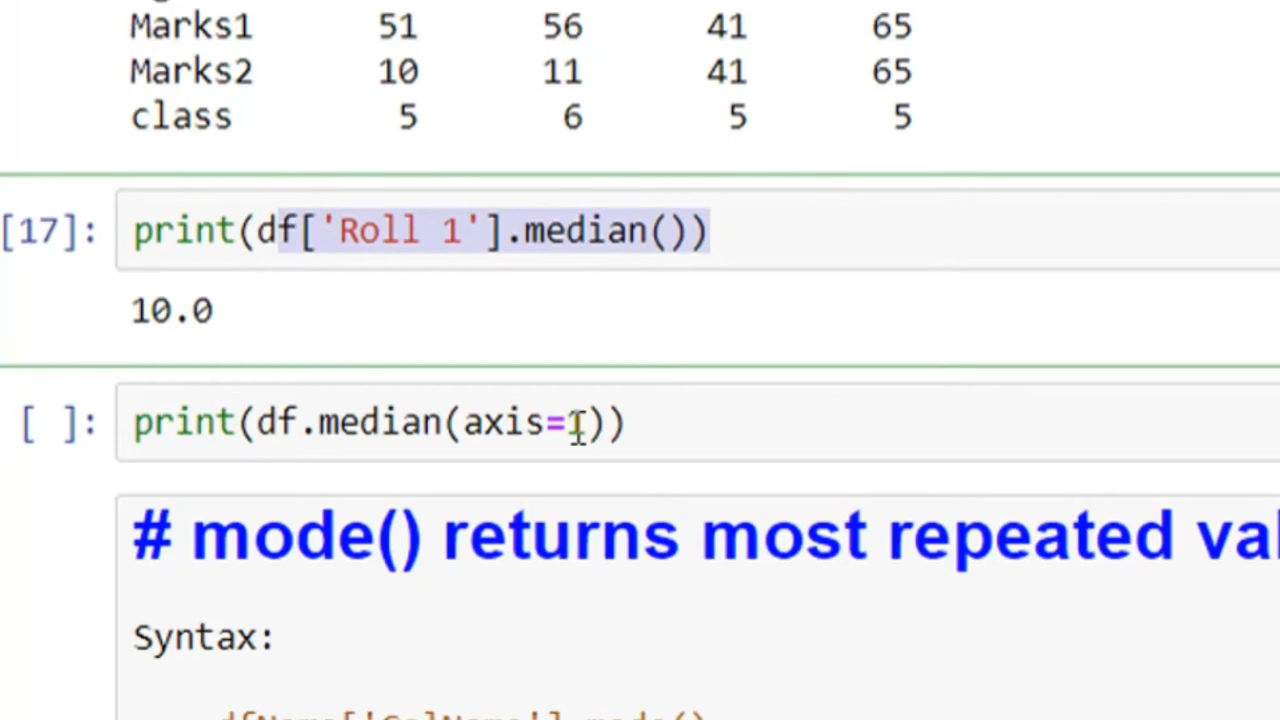 Marks1 51 56 41 65
Marks2 10 11 41 65
class 5 6 5 5
[17]: print(df['Roll 1'].median())
10.0
[ ]: print(df.median(axis=1))
# mode() returns most repeated
Syntax: